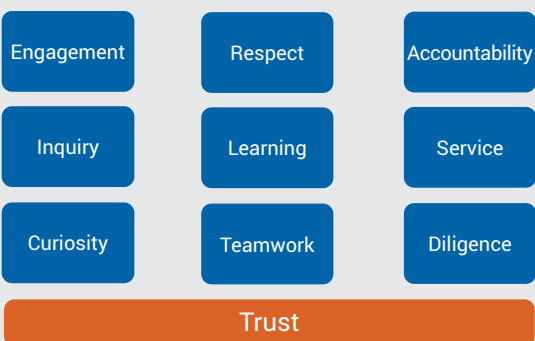 Engagement
Respect
Accountability
Inquiry
Learning
Service
Curiosity
Teamwork
Diligence
Trust